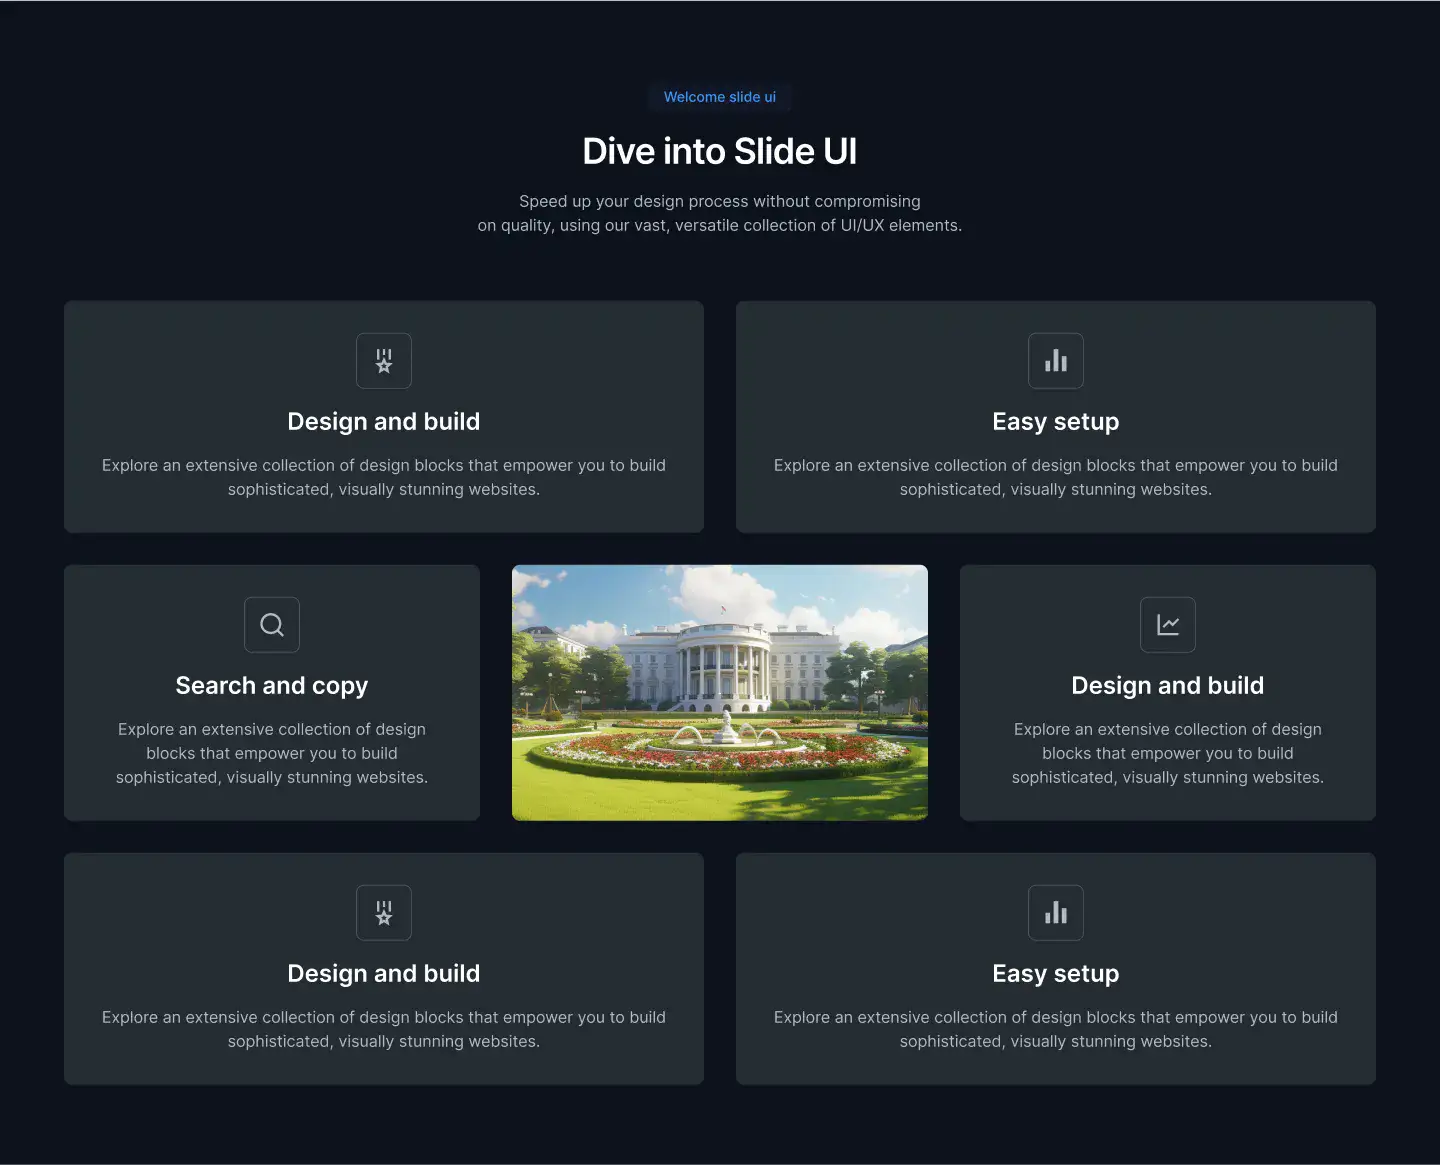 Welcome slide ui
Dive into Slide UI
Speed up your design process without compromising
on quality, using our vast, versatile collection of UI/UX elements.
Design and build
Explore an extensive collection of design blocks that empower you to build
sophisticated, visually stunning websites.
Easy setup
Explore an extensive collection of design blocks that empower you to build
sophisticated, visually stunning websites.
Search and copy
Explore an extensive collection of design
blocks that empower you to build
sophisticated, visually stunning websites.
Design and build
Explore an extensive collection of design
blocks that empower you to build
sophisticated, visually stunning websites.
Design and build
Explore an extensive collection of design blocks that empower you to build
sophisticated, visually stunning websites.
Easy setup
Explore an extensive collection of design blocks that empower you to build
sophisticated, visually stunning websites.